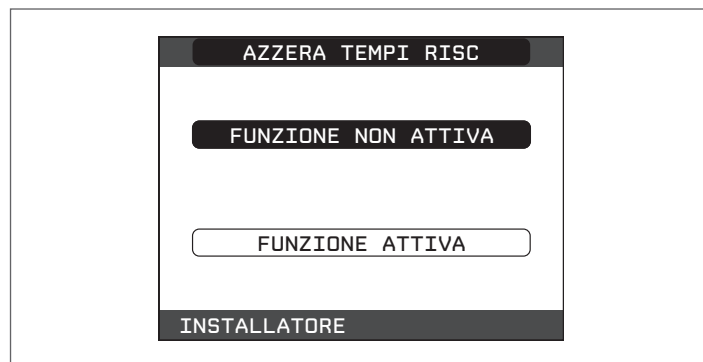 AZZERA TEMPI RISC
FUNZIONE NON ATTIVA
FUNZIONE ATTIVA
INSTALLATORE